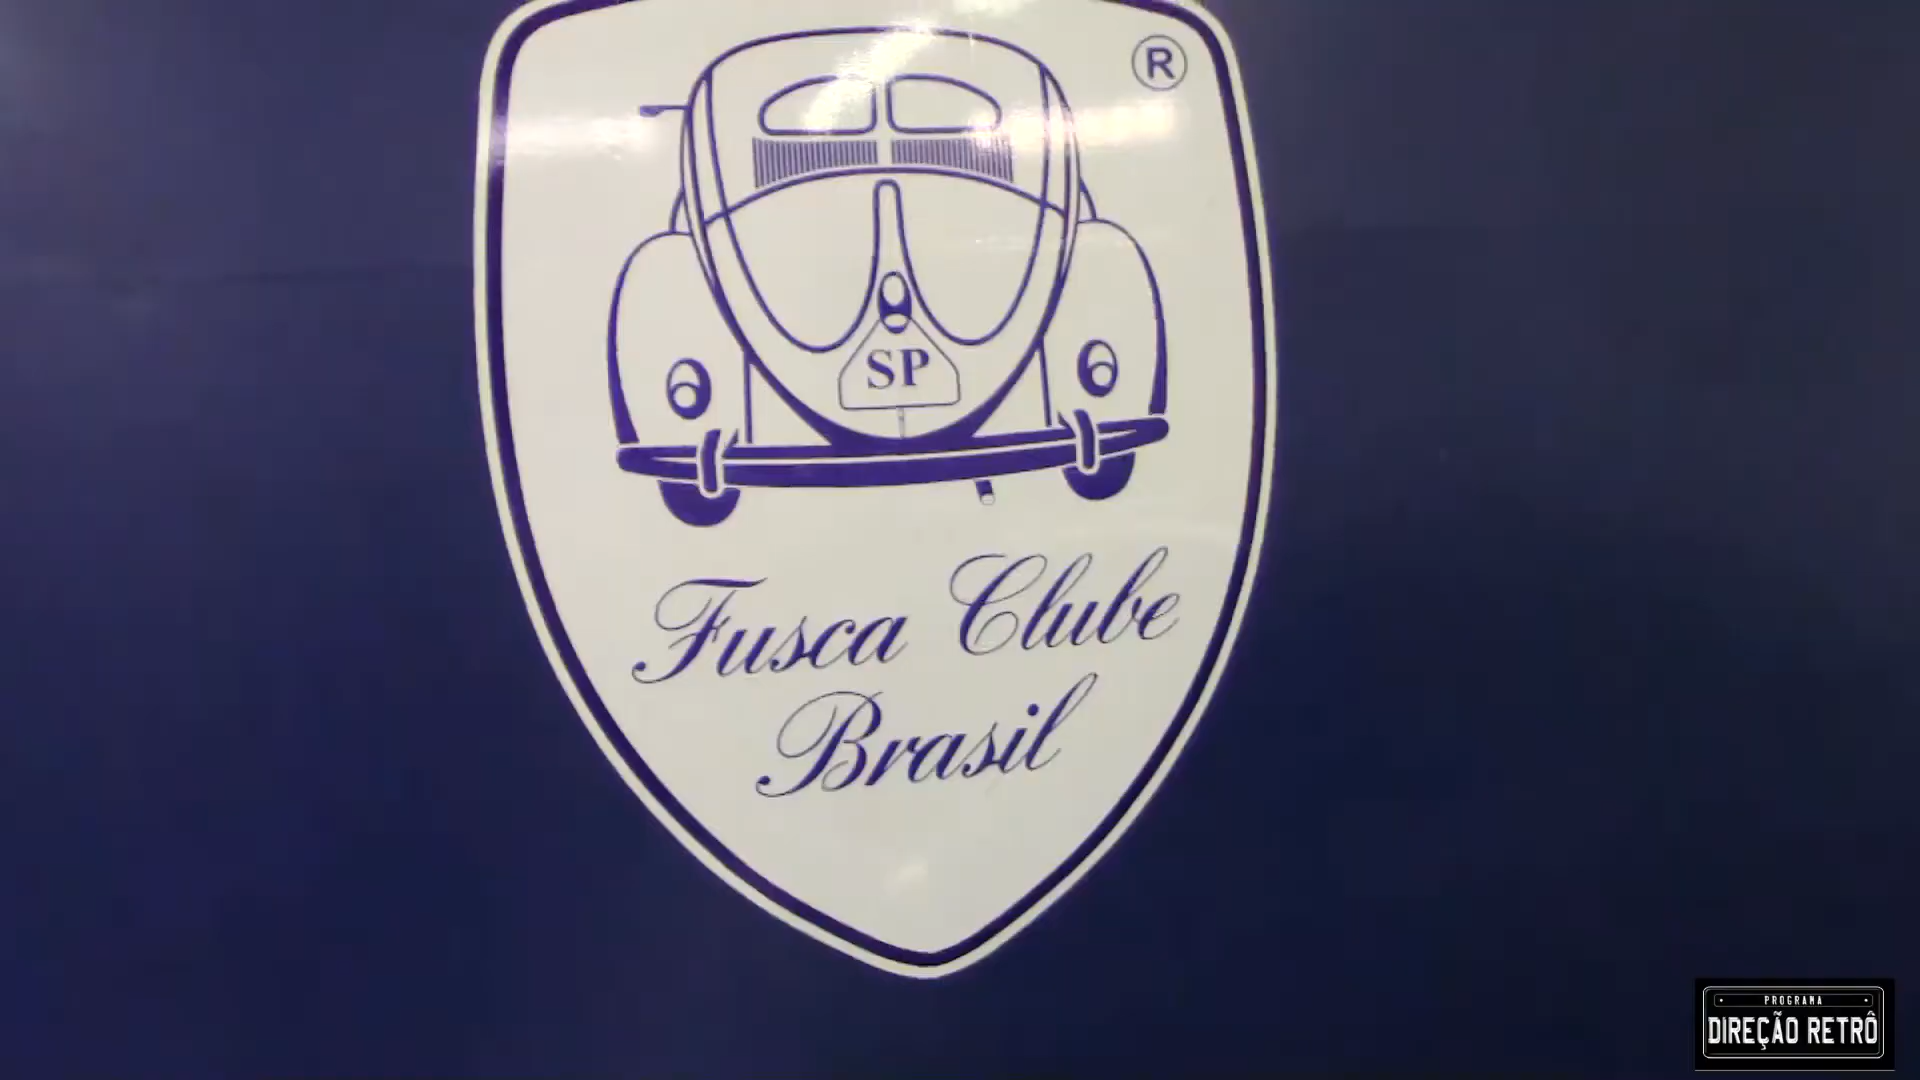 ®
SP
Fusca Clube
Brasil
PROGRAMA
DIREÇÃO RETRÔ